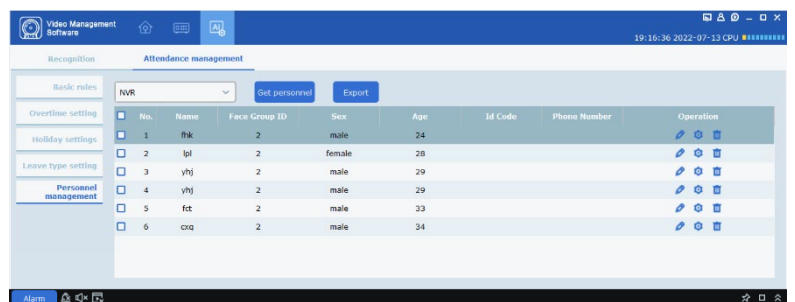 Video Management
Software
AI
19:16:36 2022-07-13 CPU
Recognition
Attendance management
Basic rules
Overtime setting
Holiday settings
Leave type setting
Personnel
management
NVR Get personnel Export
No. Name Face Group ID Sex Age Id Code Phone Number Operation
1 fhk 2 male 24
2 lpl 2 female 28
3 yhj 2 male 29
4 yhj 2 male 29
5 fct 2 male 33
6 cxq 2 male 34
Alarm